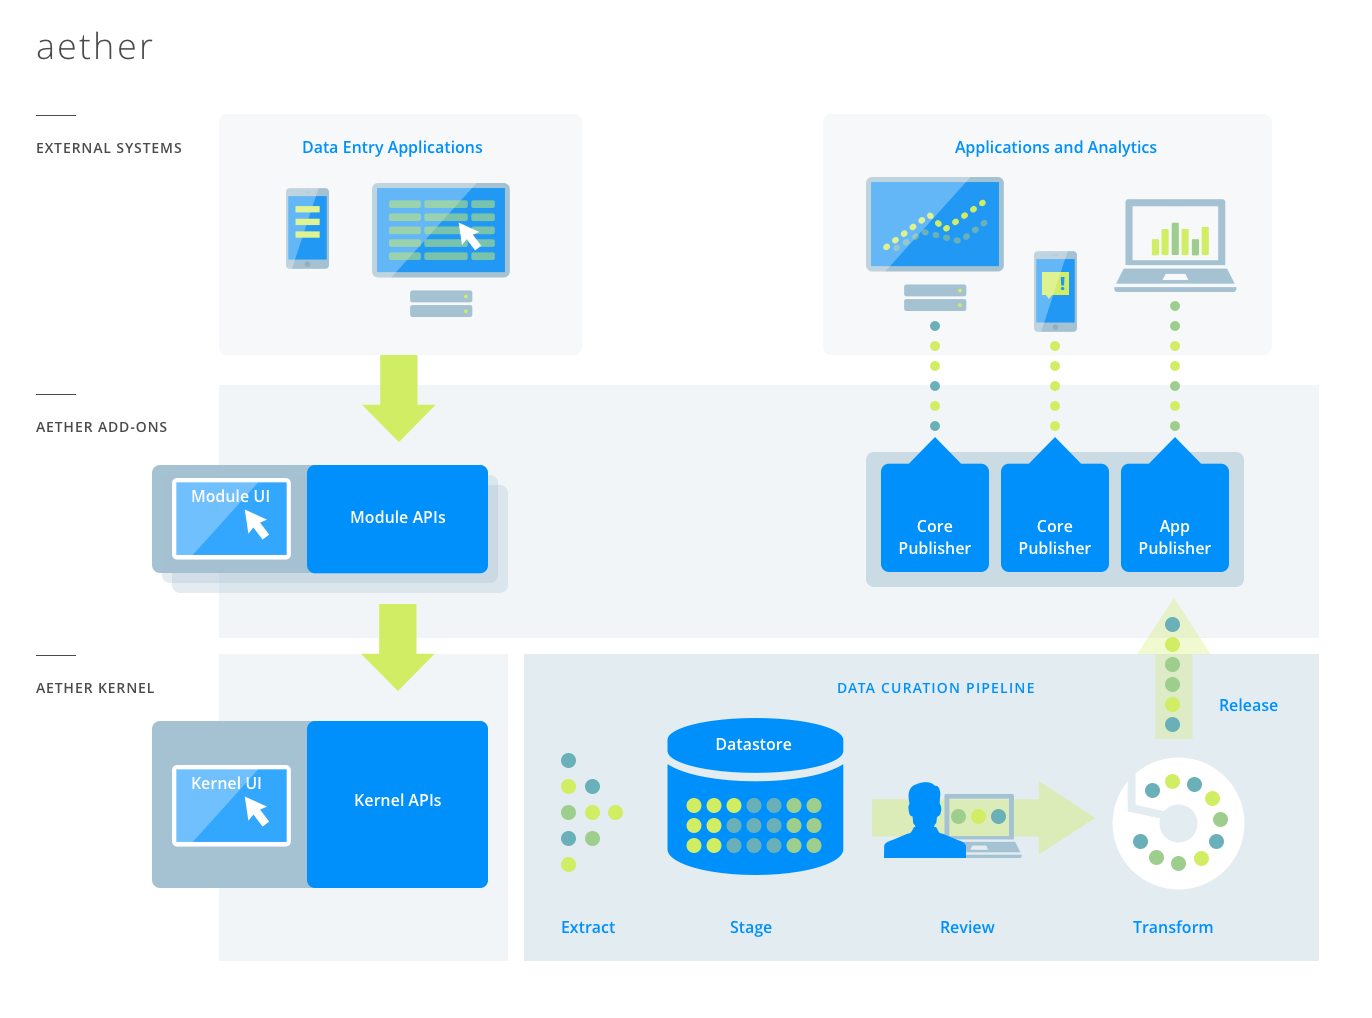 aether
EXTERNAL SYSTEMS
Data Entry Applications
Applications and Analytics
!
AETHER ADD-ONS
Module UI
Module APIs
Core
Publisher
Core
Publisher
App
Publisher
AETHER KERNEL
Kernel UI
Kernel APIs
DATA CURATION PIPELINE
Release
Datastore
Extract
Stage
Review
Transform